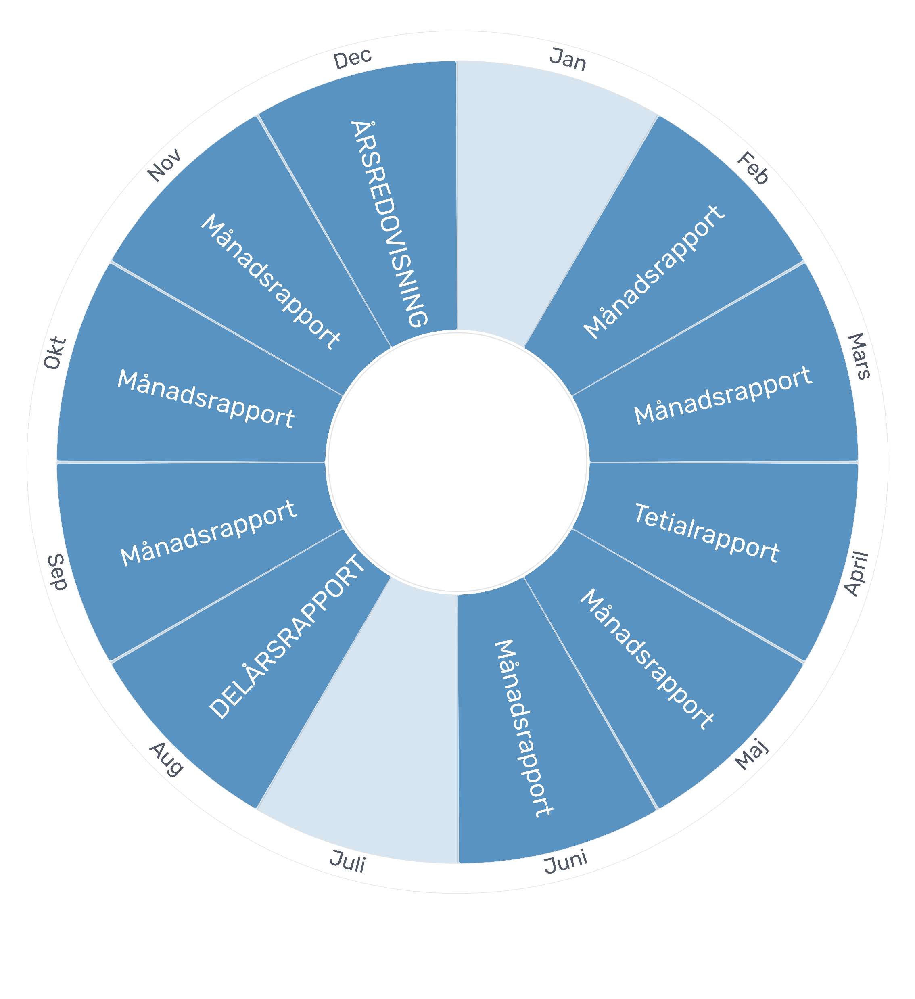 Jan
Feb
Månadsrapport
Mars
Månadsrapport
April
Tetialrapport
Maj
Månadsrapport
Juni
Månadsrapport
Juli
Aug
DELÅRSRAPPORT
Sep
Månadsrapport
Okt
Månadsrapport
Nov
Månadsrapport
Dec
ÅRSREDOVISNING